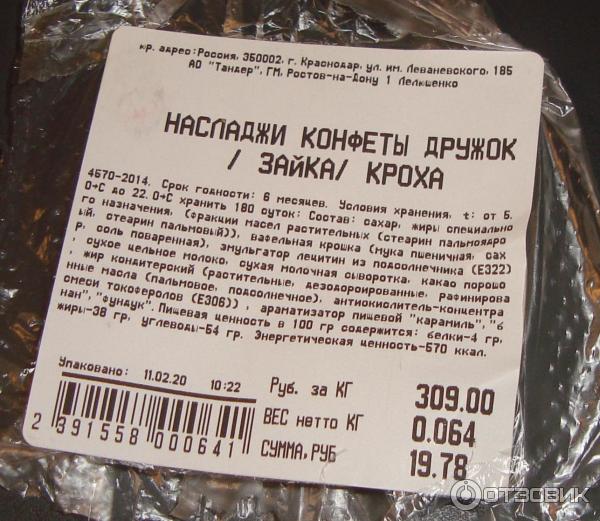 юр. адрес:Россия, 350002, г. Краснодар, ул. им. Леваневского, 185
АО "Тандер", ГМ, Ростов-на-Дону 1 Лелюшенко
НАСЛАДЖИ КОНФЕТЫ ДРУЖОК
/ ЗАЙКА/ КРОХА
4570-2014. Срок годности: 6 месяцев. Условия хранения, t: от 5.
0+С до 22.0+С хранить 180 суток: Состав: сахар, жиры специально
го назначения, (фракции масел растительных (стеарин пальмоядро
вый, стеарин пальмовый)), вафельная крошка (мука пшеничная, сах
р, соль поваренная), эмульгатор лецитин из подсолнечника (Е322)
, сухое цельное молоко, сухая молочная сыворотка, какао порошо
, жир кондитерский (растительные, дезодорированные, рафинирова
нные масла (пальмовое, подсолнечное), антиокислитель-концентра
смеси токоферолов (Е306)) , ароматизатор пищевой "карамиль", "б
нан", "фундук". Пищевая ценность в 100 гр содержится: белки-4 гр,
жиры-38 гр, углеводы-54 гр. Энергетическая ценность-570 ккал.
Упаковано: 11.02.20 10:22
Руб. за КГ 309.00
ВЕС нетто КГ 0.064
СУММА, РУБ 19.78
2 391558 000641
ОТЗОВИК